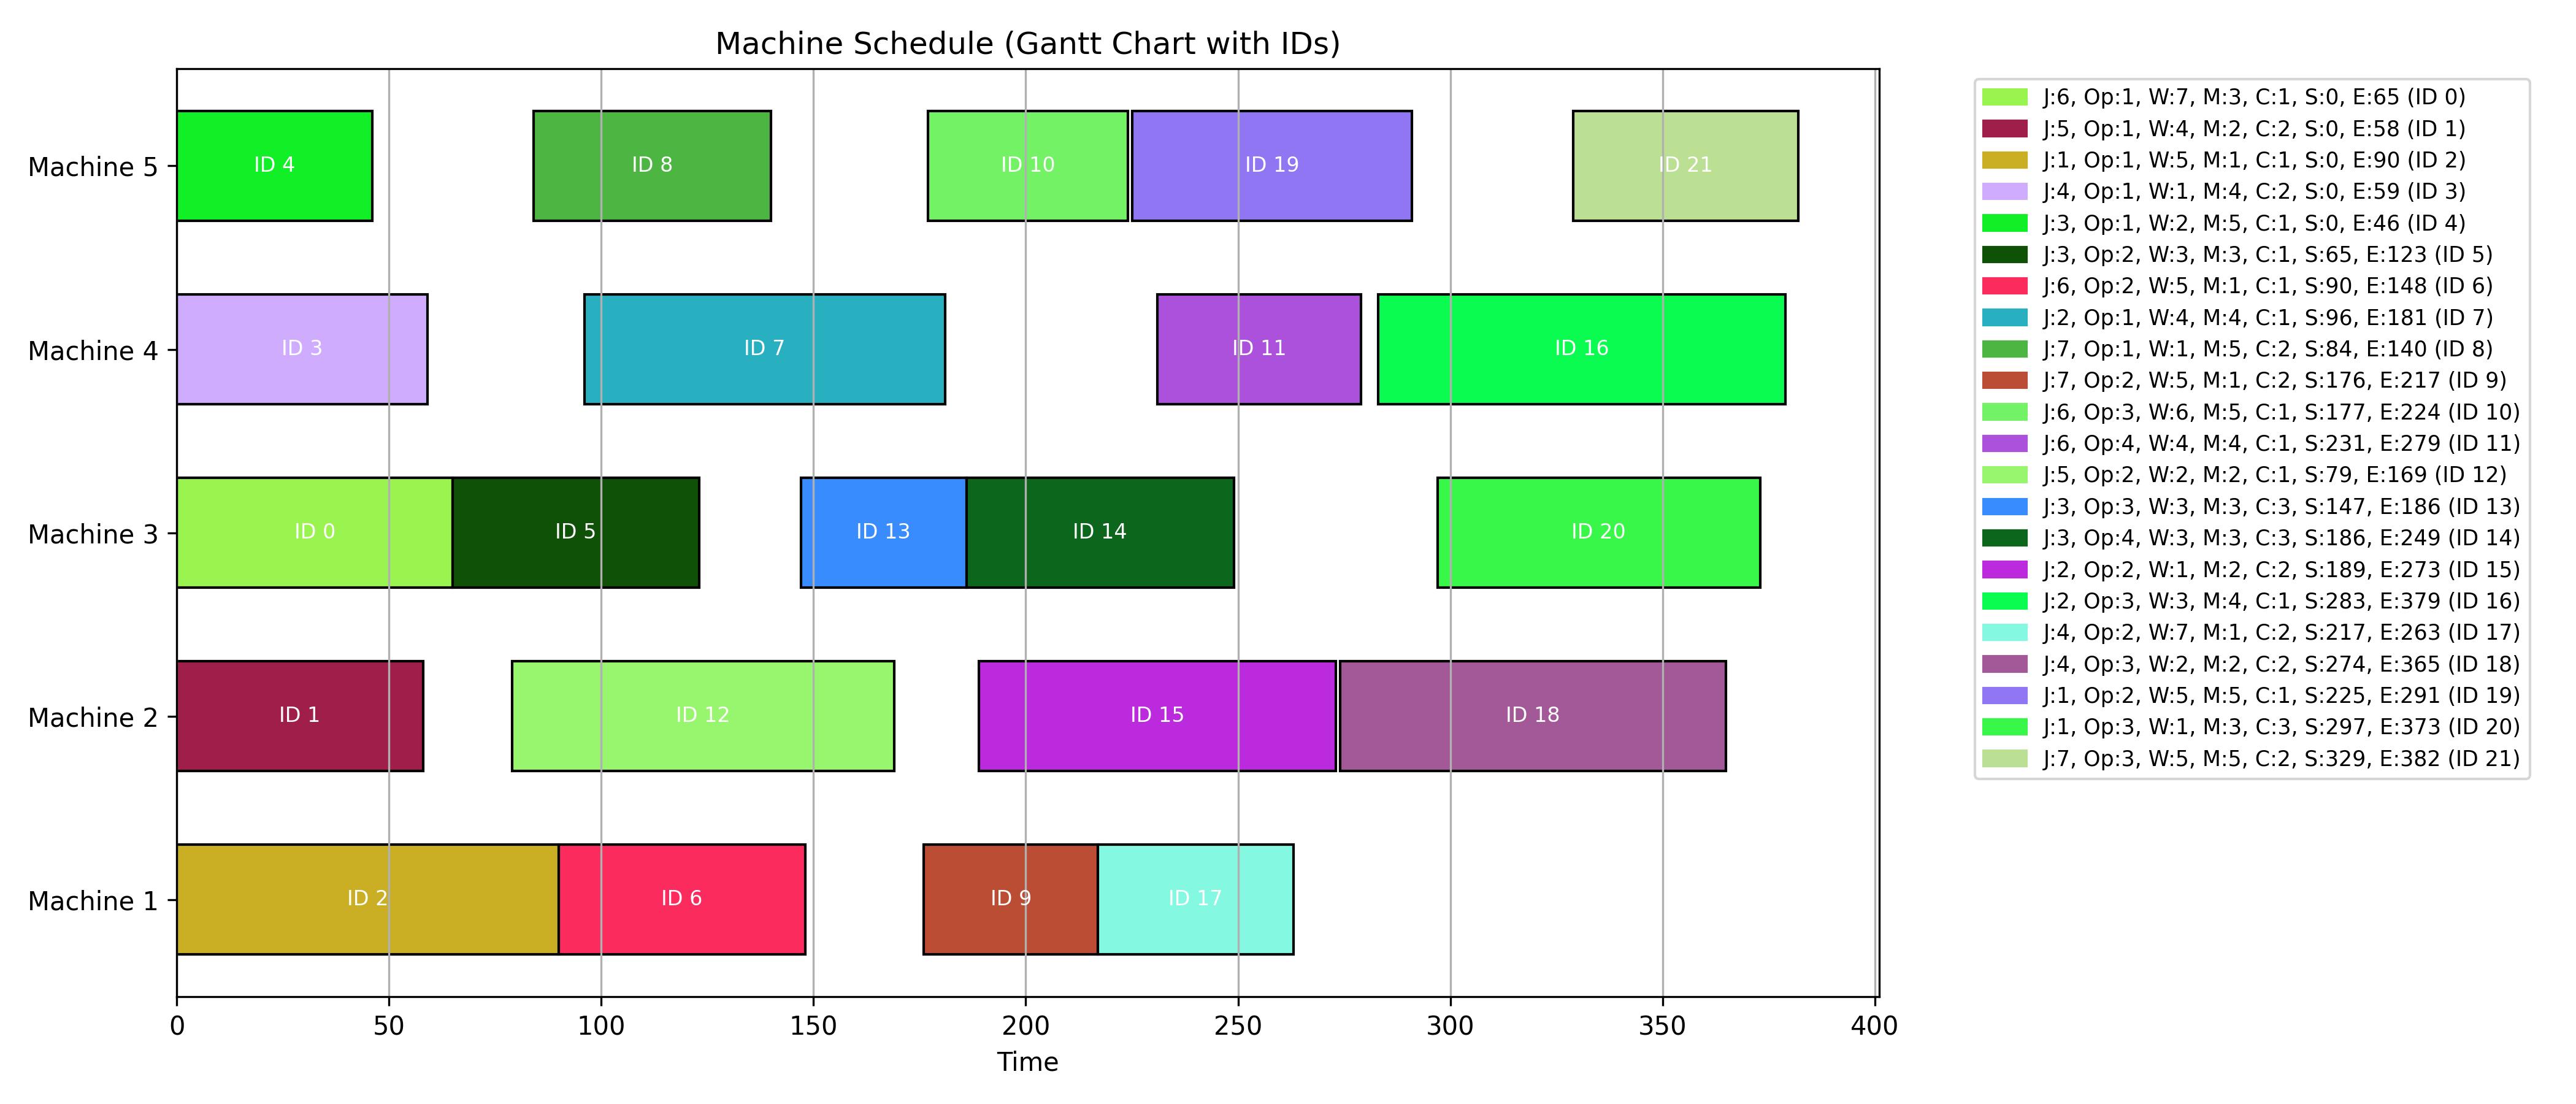 Machine Schedule (Gantt Chart with IDs)
Machine 5
ID 4
ID 8
ID 10
ID 19
ID 21
Machine 4
ID 3
ID 7
ID 11
ID 16
Machine 3
ID 0
ID 5
ID 13
ID 14
ID 20
Machine 2
ID 1
ID 12
ID 15
ID 18
Machine 1
ID 2
ID 6
ID 9
ID 17
0 50 100 150 200 250 300 350 400
Time
J:6, Op:1, W:7, M:3, C:1, S:0, E:65 (ID 0)
J:5, Op:1, W:4, M:2, C:2, S:0, E:58 (ID 1)
J:1, Op:1, W:5, M:1, C:1, S:0, E:90 (ID 2)
J:4, Op:1, W:1, M:4, C:2, S:0, E:59 (ID 3)
J:3, Op:1, W:2, M:5, C:1, S:0, E:46 (ID 4)
J:3, Op:2, W:3, M:3, C:1, S:65, E:123 (ID 5)
J:6, Op:2, W:5, M:1, C:1, S:90, E:148 (ID 6)
J:2, Op:1, W:4, M:4, C:1, S:96, E:181 (ID 7)
J:7, Op:1, W:1, M:5, C:2, S:84, E:140 (ID 8)
J:7, Op:2, W:5, M:1, C:2, S:176, E:217 (ID 9)
J:6, Op:3, W:6, M:5, C:1, S:177, E:224 (ID 10)
J:6, Op:4, W:4, M:4, C:1, S:231, E:279 (ID 11)
J:5, Op:2, W:2, M:2, C:1, S:79, E:169 (ID 12)
J:3, Op:3, W:3, M:3, C:3, S:147, E:186 (ID 13)
J:3, Op:4, W:3, M:3, C:3, S:186, E:249 (ID 14)
J:2, Op:2, W:1, M:2, C:2, S:189, E:273 (ID 15)
J:2, Op:3, W:3, M:4, C:1, S:283, E:379 (ID 16)
J:4, Op:2, W:7, M:1, C:2, S:217, E:263 (ID 17)
J:4, Op:3, W:2, M:2, C:2, S:274, E:365 (ID 18)
J:1, Op:2, W:5, M:5, C:1, S:225, E:291 (ID 19)
J:1, Op:3, W:1, M:3, C:3, S:297, E:373 (ID 20)
J:7, Op:3, W:5, M:5, C:2, S:329, E:382 (ID 21)